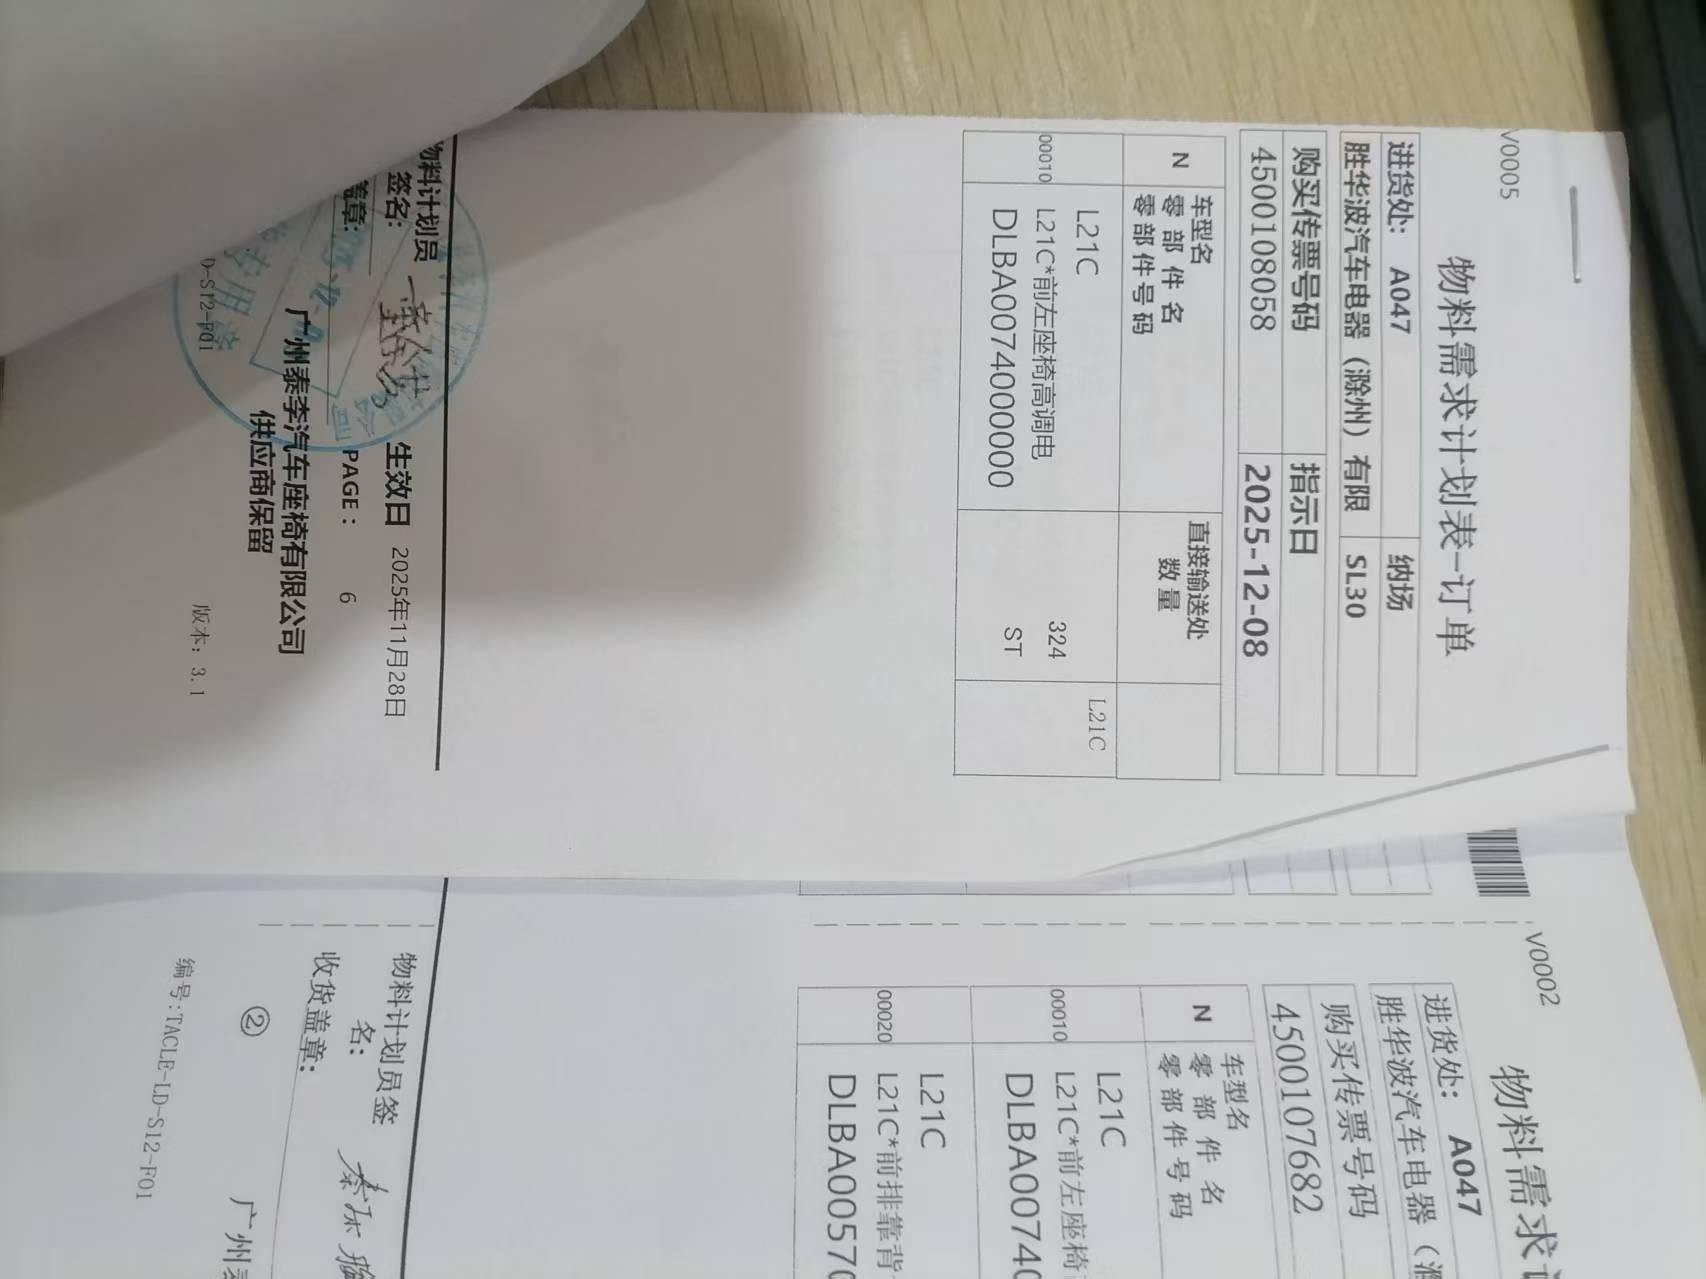 V0005
物料需求计划表-订单
进货处: A047
纳场
胜华波汽车电器（滁州）有限
SL30
购买传票号码
指示日
4500108058
2025-12-08
N
车型名
零部件名
零部件号码
直接输送处
数量
00010
L21C
L21C*前左座椅高调电
DLBA0074000000
324
ST
L21C
物料计划员
签名:
盖章:
生效日 2025年11月28日
PAGE: 6
广州泰李汽车座椅有限公司
供应商保留
D-S12-F01
版本: 3.1
V0002
物料需求
进货处: A047
胜华波汽车电器（滁
购买传票号码
4500107682
N
车型名
零部件名
零部件号码
00010
L21C
L21C*前左座椅
DLBA00740
00020
L21C
L21C*前排靠背
DLBA00570
物料计划员签
名:
收货盖章:
②
广州
编号:TACLE-LD-S12-F01